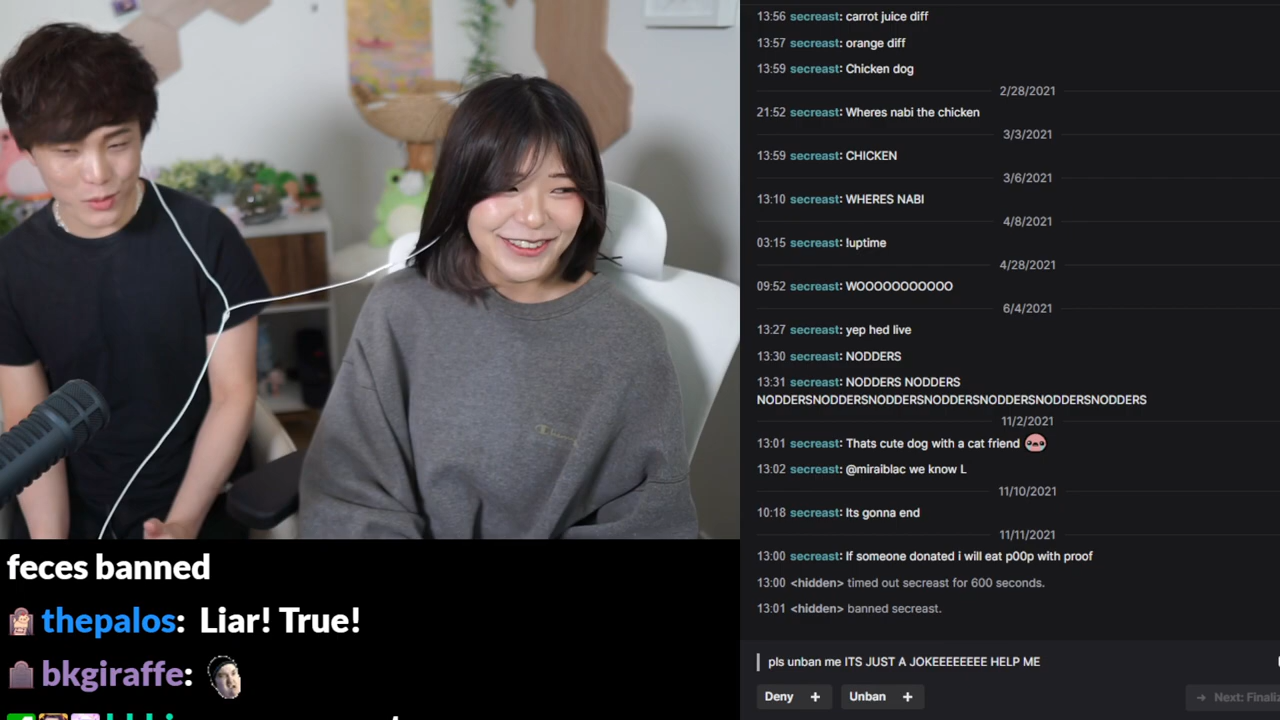 13:56 secreast: carrot juice diff
13:57 secreast: orange diff
13:59 secreast: Chicken dog
2/28/2021
21:52 secreast: Wheres nabi the chicken
3/3/2021
13:59 secreast: CHICKEN
3/6/2021
13:10 secreast: WHERES NABI
4/8/2021
03:15 secreast: !uptime
4/28/2021
09:52 secreast: WOOOOOOOOOOO
6/4/2021
13:27 secreast: yep hed live
13:30 secreast: NODDERS
13:31 secreast: NODDERS NODDERS
NODDERSNODDERSNODDERSNODDERSNODDERSNODDERSNODDERS
11/2/2021
13:01 secreast: Thats cute dog with a cat friend
13:02 secreast: @miraiblac we know L
11/10/2021
10:18 secreast: Its gonna end
11/11/2021
13:00 secreast: If someone donated i will eat p00p with proof
13:00 <hidden> timed out secreast for 600 seconds.
13:01 <hidden> banned secreast.
pls unban me ITS JUST A JOKEEEEEEEE HELP ME
Deny +
Unban +
→ Next:
feces banned
thepalos: Liar! True!
bkgiraffe: